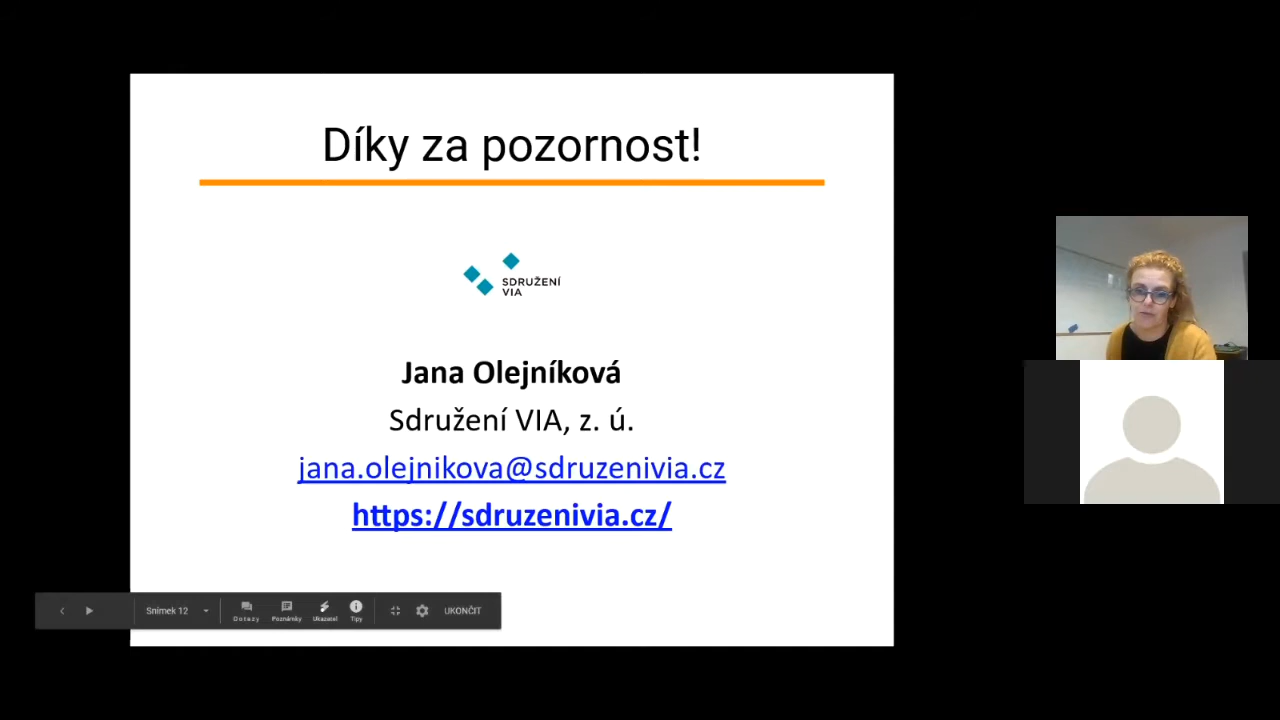 Díky za pozornost!
SDRUŽENÍ
VIA
Jana Olejníková
Sdružení VIA, z. ú.
jana.olejnikova@sdruzenivia.cz
https://sdruzenivia.cz/
Snímek 12
Dotazy
Poznámky
Ukazatel
Tipy
UKONČIT